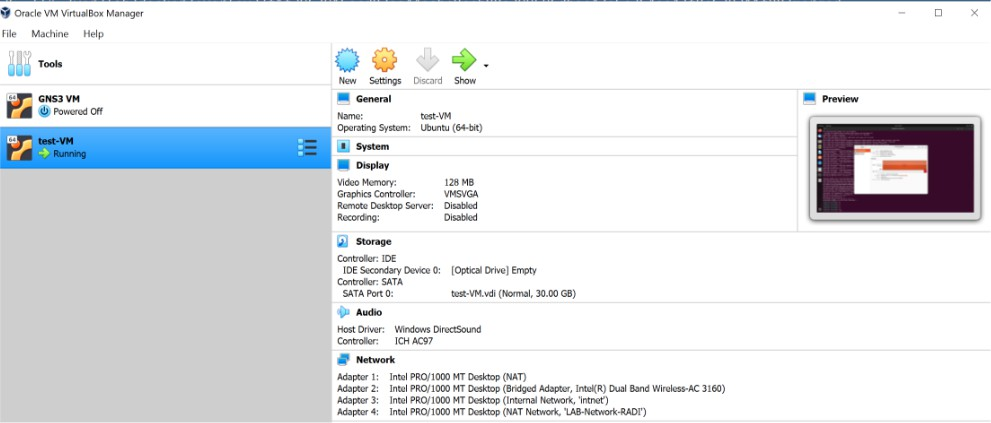 Oracle VM VirtualBox Manager
File Machine Help
Tools
New Settings Discard Show
64 GNS3 VM
Powered Off
64 test-VM
Running
General
Name: test-VM
Operating System: Ubuntu (64-bit)
System
Display
Video Memory: 128 MB
Graphics Controller: VMSVGA
Remote Desktop Server: Disabled
Recording: Disabled
Storage
Controller: IDE
IDE Secondary Device 0: [Optical Drive] Empty
Controller: SATA
SATA Port 0: test-VM.vdi (Normal, 30.00 GB)
Audio
Host Driver: Windows DirectSound
Controller: ICH AC97
Network
Adapter 1: Intel PRO/1000 MT Desktop (NAT)
Adapter 2: Intel PRO/1000 MT Desktop (Bridged Adapter, Intel(R) Dual Band Wireless-AC 3160)
Adapter 3: Intel PRO/1000 MT Desktop (Internal Network, 'intnet')
Adapter 4: Intel PRO/1000 MT Desktop (NAT Network, 'LAB-Network-RADI')
Preview